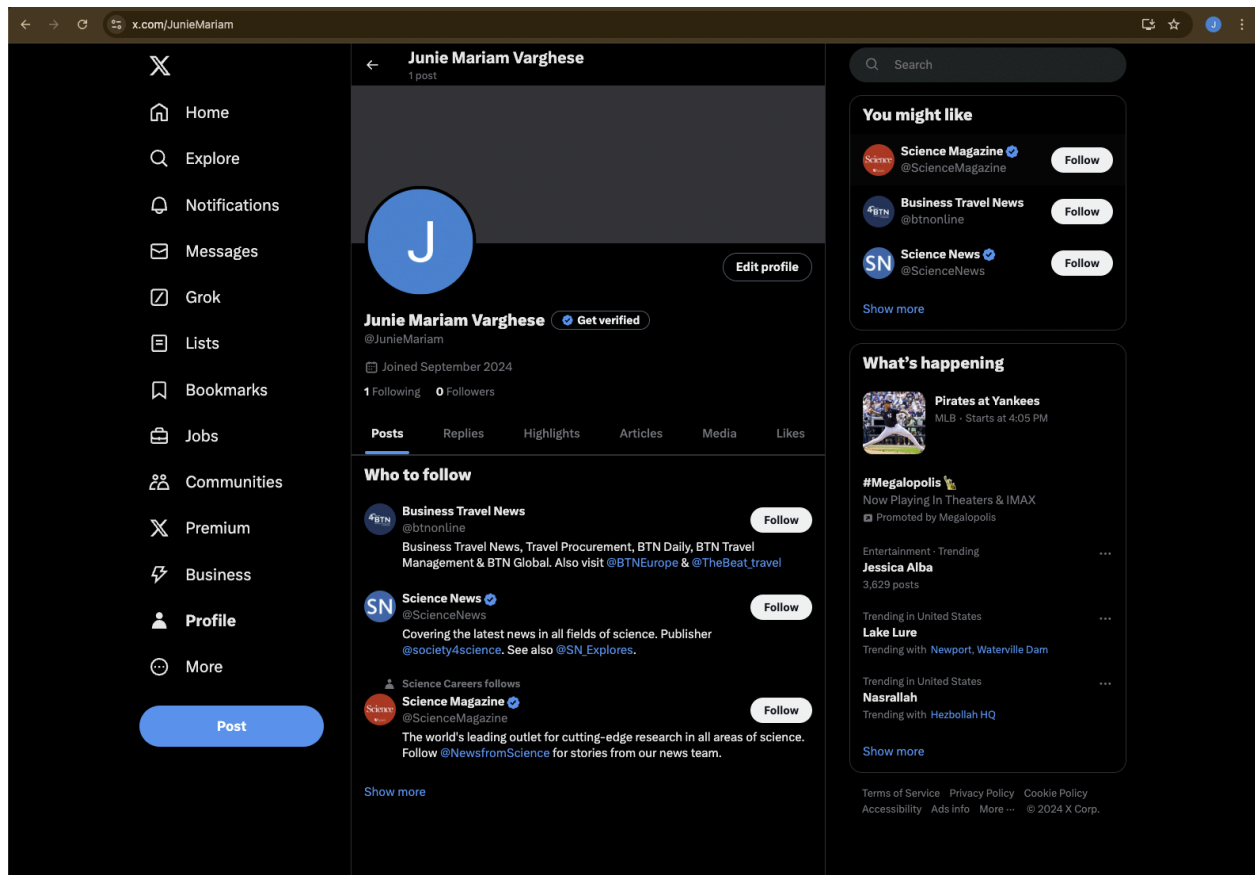 x.com/JunieMariam
J
Home
Explore
Notifications
Messages
Grok
Lists
Bookmarks
Jobs
Communities
Premium
Business
Profile
More
Post
Junie Mariam Varghese
1 post
J
Edit profile
Junie Mariam Varghese Get verified
@JunieMariam
Joined September 2024
1 Following 0 Followers
Posts Replies Highlights Articles Media Likes
Who to follow
BTN
Business Travel News
@btnonline
Follow
Business Travel News, Travel Procurement, BTN Daily, BTN Travel
Management & BTN Global. Also visit @BTNEurope & @TheBeat_travel
SN
Science News
@ScienceNews
Follow
Covering the latest news in all fields of science. Publisher
@society4science. See also @SN_Explores.
Science Careers follows
Science
Science Magazine
@ScienceMagazine
Follow
The world's leading outlet for cutting-edge research in all areas of science.
Follow @NewsfromScience for stories from our news team.
Show more
Search
You might like
Science
Science Magazine
@ScienceMagazine
Follow
BTN
Business Travel News
@btnonline
Follow
SN
Science News
@ScienceNews
Follow
Show more
What's happening
Pirates at Yankees
MLB · Starts at 4:05 PM
#Megalopolis
Now Playing In Theaters & IMAX
Promoted by Megalopolis
Entertainment · Trending
Jessica Alba
3,629 posts
Trending in United States
Lake Lure
Trending with Newport, Waterville Dam
Trending in United States
Nasrallah
Trending with Hezbollah HQ
Show more
Terms of Service Privacy Policy Cookie Policy
Accessibility Ads info More ··· © 2024 X Corp.